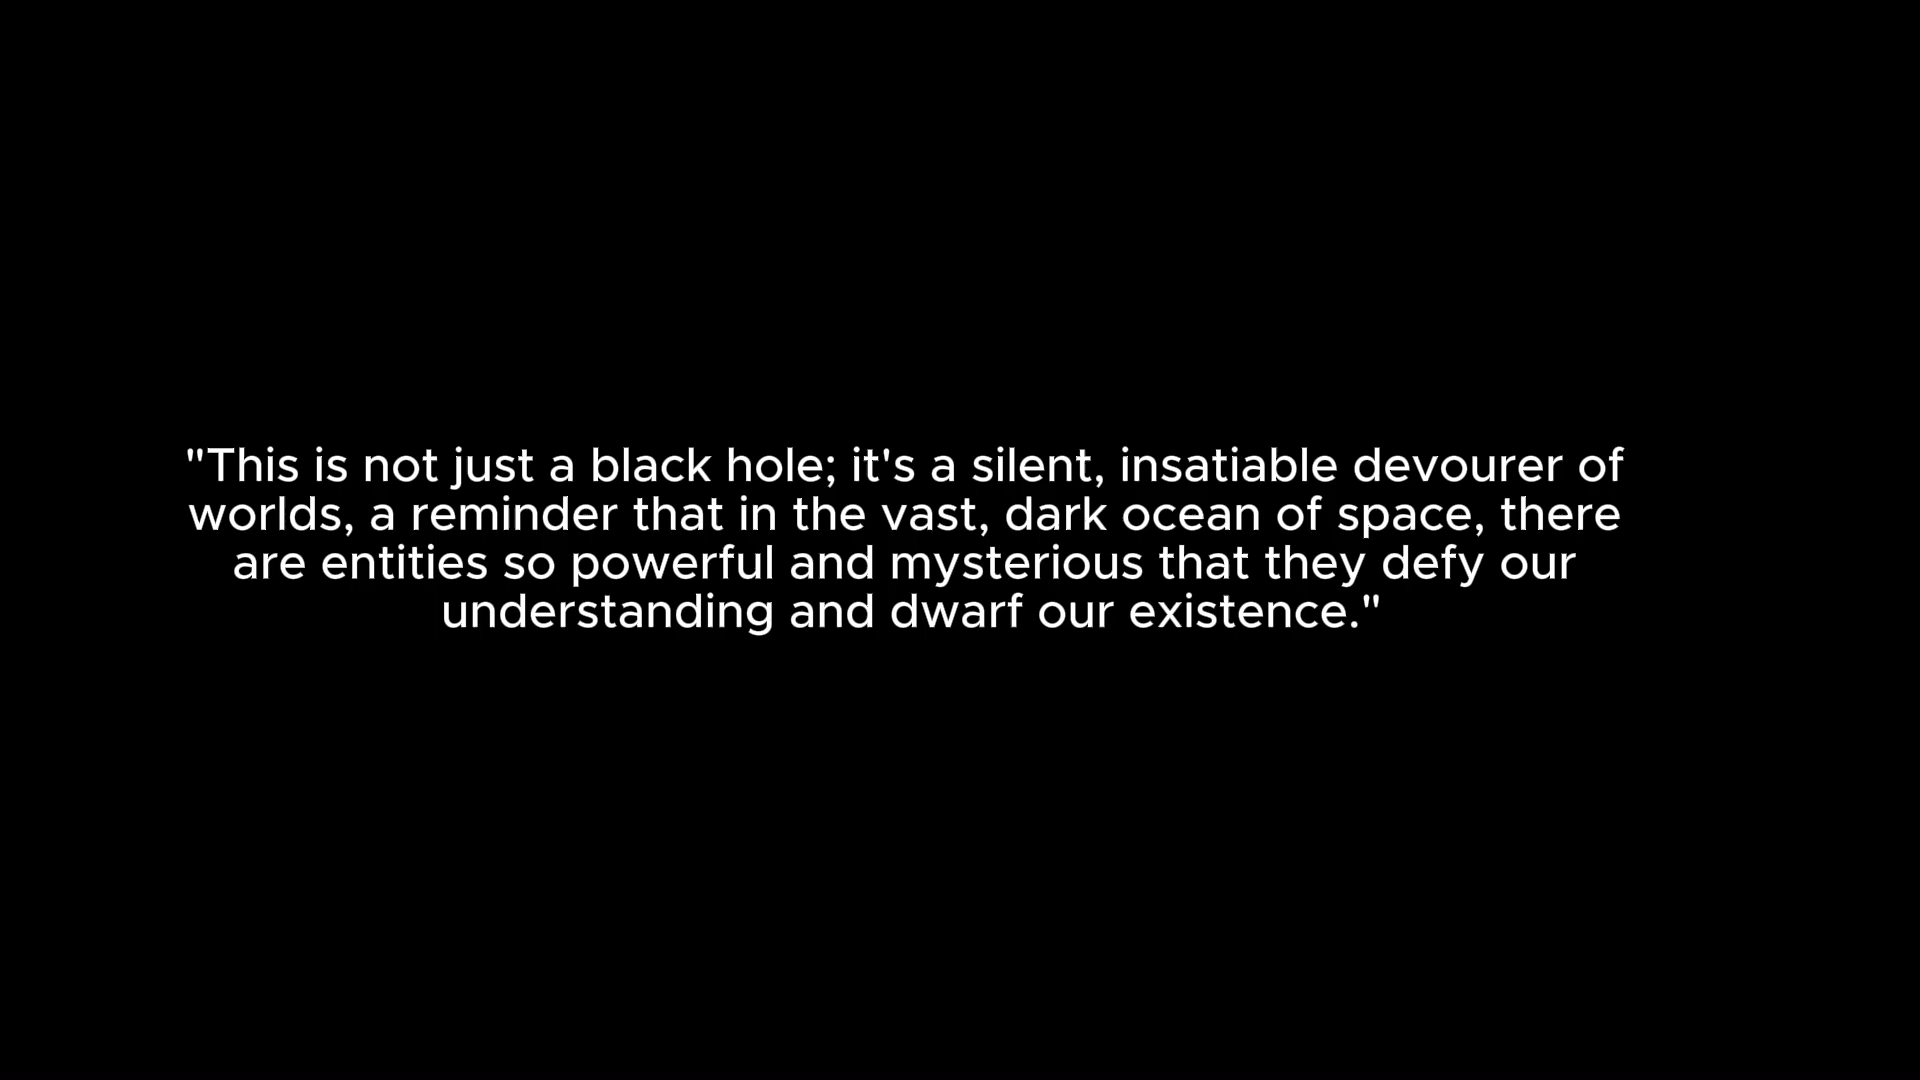 "This is not just a black hole; it's a silent, insatiable devourer of
worlds, a reminder that in the vast, dark ocean of space, there
are entities so powerful and mysterious that they defy our
understanding and dwarf our existence."